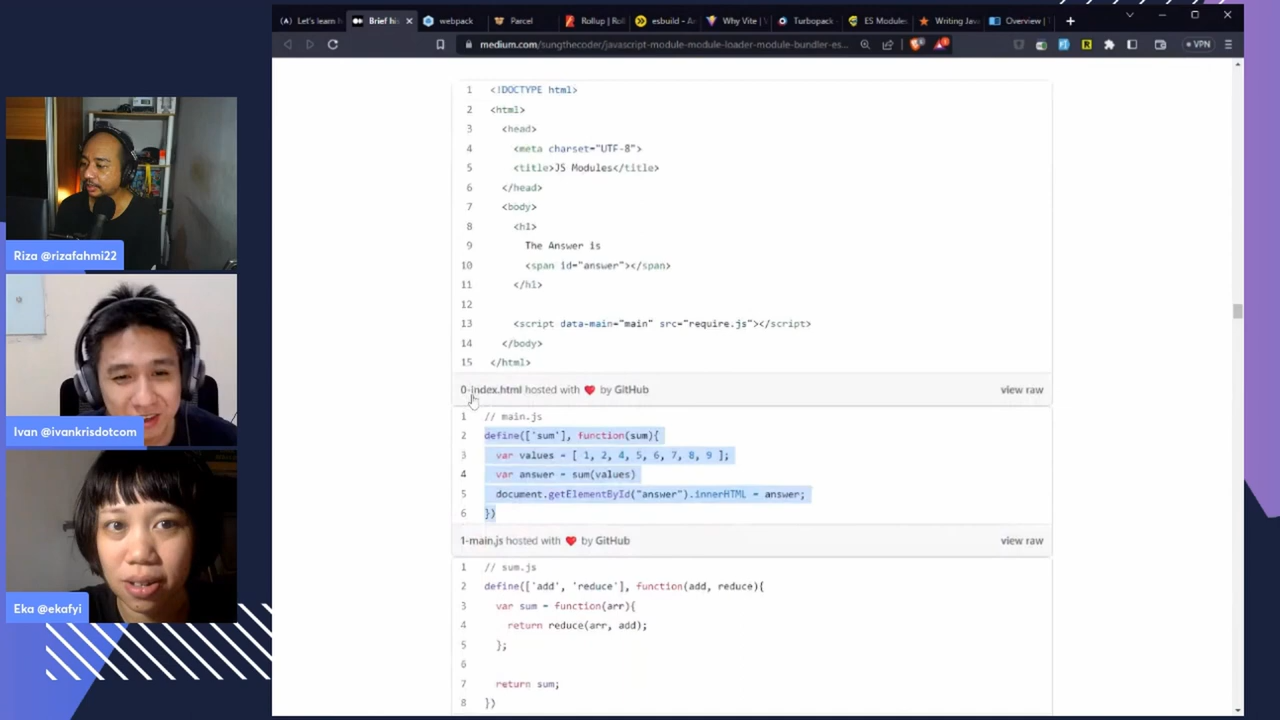 Let's learn
Brief hi
webpack
Parcel
Rollup | Roll
esbuild - A
Why Vite |
Turbopack
ES Modules
Writing Jav
Overview |
medium.com/sungthecoder/javascript-module-module-loader-module-bundler-es...
VPN
1 <!DOCTYPE html>
2 <html>
3 <head>
4 <meta charset="UTF-8">
5 <title>JS Modules</title>
6 </head>
7 <body>
8 <h1>
9 The Answer is
10 <span id="answer"></span>
11 </h1>
12
13 <script data-main="main" src="require.js"></script>
14 </body>
15 </html>
0-index.html hosted with ❤ by GitHub view raw
1 // main.js
2 define(['sum'], function(sum){
3 var values = [ 1, 2, 4, 5, 6, 7, 8, 9 ];
4 var answer = sum(values)
5 document.getElementById("answer").innerHTML = answer;
6 })
1-main.js hosted with ❤ by GitHub view raw
1 // sum.js
2 define(['add', 'reduce'], function(add, reduce){
3 var sum = function(arr){
4 return reduce(arr, add);
5 };
6
7 return sum;
8 })
Riza @rizafahmi22
Ivan @ivankrisdotcom
Eka @ekafyi